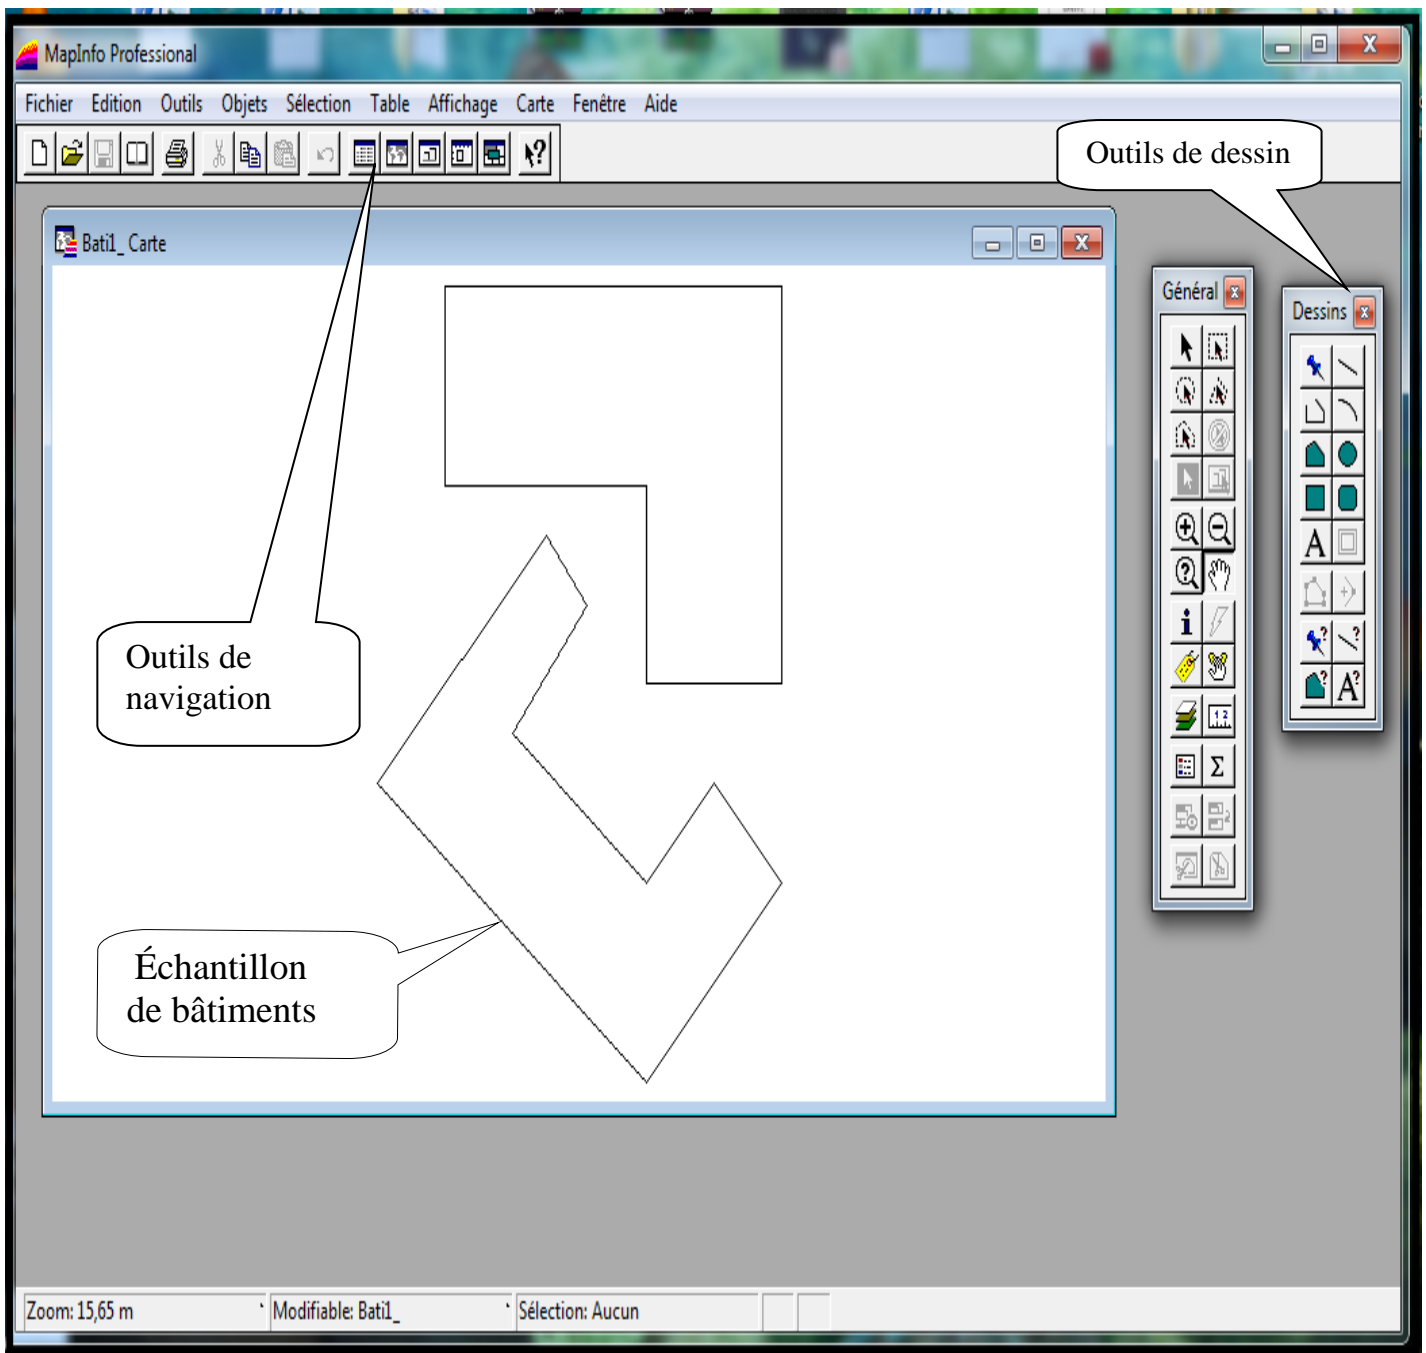 MapInfo Professional
Fichier Edition Outils Objets Sélection Table Affichage Carte Fenêtre Aide
Outils de dessin
Bati1_ Carte
Général
Dessins
Outils de
navigation
Échantillon
de bâtiments
Zoom: 15,65 m Modifiable: Bati1_ Sélection: Aucun